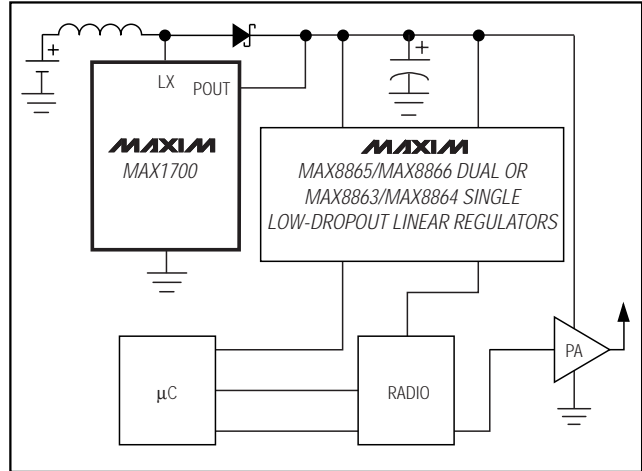 +
+
LX
POUT
MAXIM
MAX1700
MAXIM
MAX8865/MAX8866 DUAL OR
MAX8863/MAX8864 SINGLE
LOW-DROPOUT LINEAR REGULATORS
µC
RADIO
PA